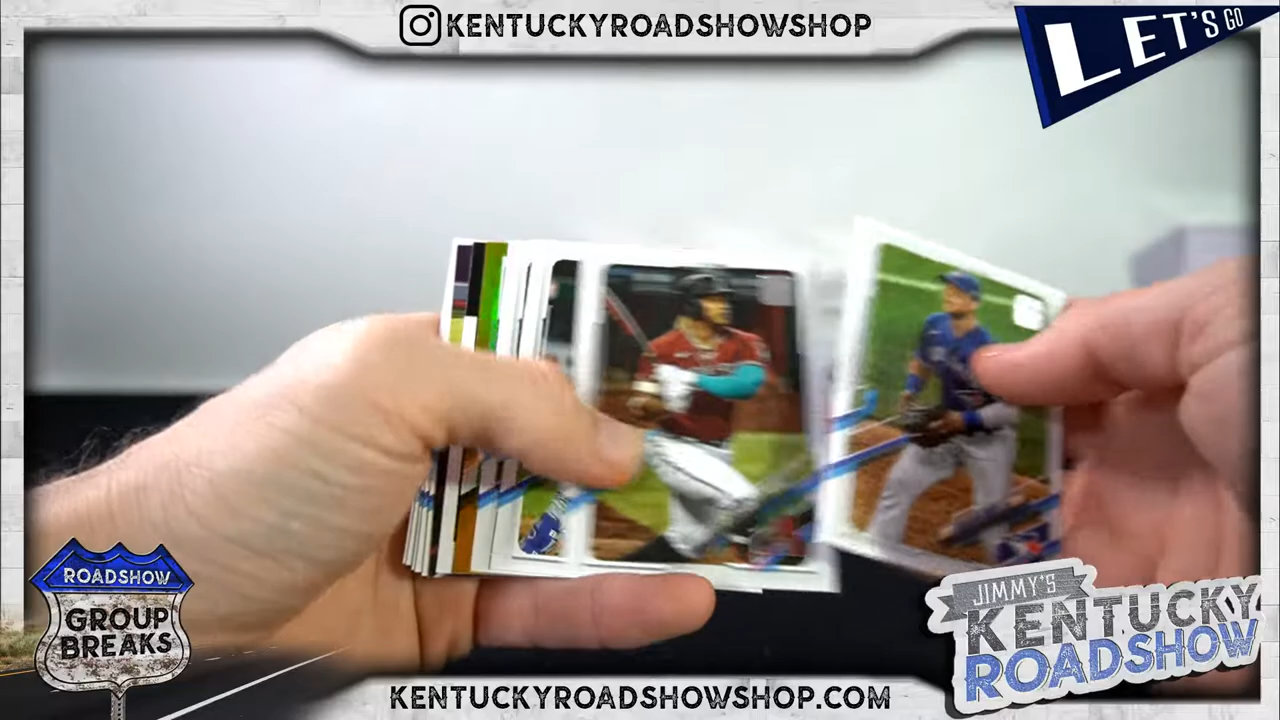 KENTUCKYROADSHOWSHOP
LET'S GO
ROADSHOW
GROUP
BREAKS
JIMMY'S
KENTUCKY
ROADSHOW
KENTUCKYROADSHOWSHOP.COM